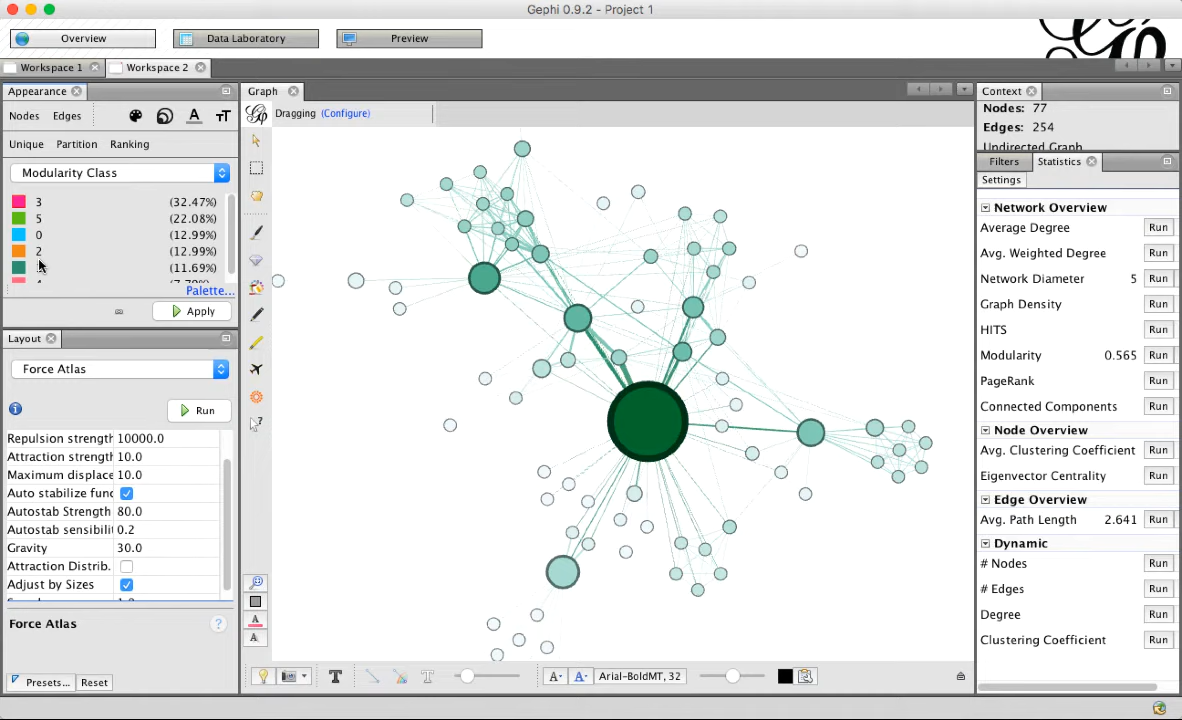 Gephi 0.9.2 - Project 1
Overview
Data Laboratory
Preview
Workspace 1
Workspace 2
Appearance
Nodes Edges
Unique Partition Ranking
Modularity Class
3 (32.47%)
5 (22.08%)
0 (12.99%)
2 (12.99%)
(11.69%)
Palette...
Apply
Layout
Force Atlas
Run
Repulsion strengt 10000.0
Attraction strengt 10.0
Maximum displace 10.0
Auto stabilize func
Autostab Strength 80.0
Autostab sensibilit 0.2
Gravity 30.0
Attraction Distrib.
Adjust by Sizes
Force Atlas
Presets... Reset
Graph
Dragging (Configure)
Arial-BoldMT, 32
Context
Nodes: 77
Edges: 254
Undirected Graph
Filters Statistics
Settings
Network Overview
Average Degree Run
Avg. Weighted Degree Run
Network Diameter 5 Run
Graph Density Run
HITS Run
Modularity 0.565 Run
PageRank Run
Connected Components Run
Node Overview
Avg. Clustering Coefficient Run
Eigenvector Centrality Run
Edge Overview
Avg. Path Length 2.641 Run
Dynamic
# Nodes Run
# Edges Run
Degree Run
Clustering Coefficient Run